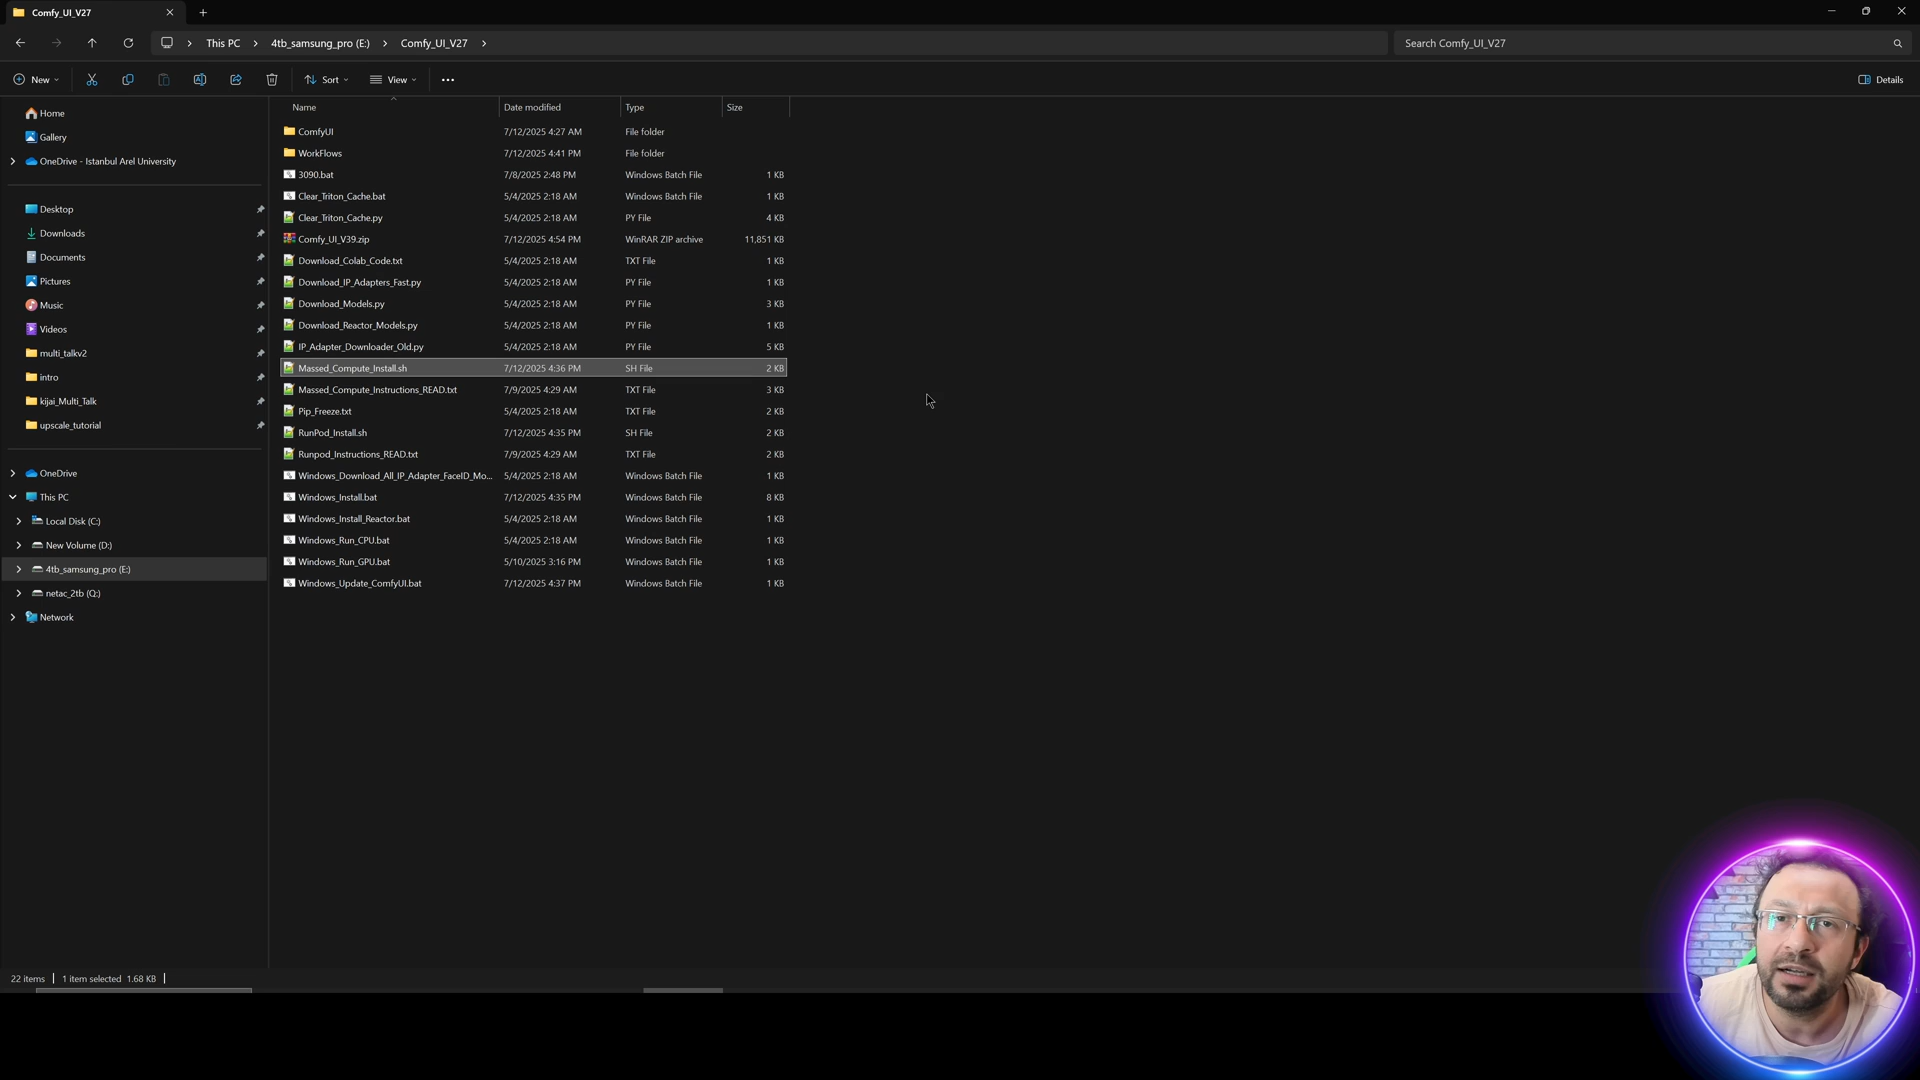 Comfy_UI_V27
This PC
4tb_samsung_pro (E:)
Comfy_UI_V27
Search Comfy_UI_V27
New
Sort
View
Details
Home
Gallery
OneDrive - Istanbul Arel University
Desktop
Downloads
Documents
Pictures
Music
Videos
multi_talkv2
intro
kijai_Multi_Talk
upscale_tutorial
OneDrive
This PC
Local Disk (C:)
New Volume (D:)
4tb_samsung_pro (E:)
netac_2tb (Q:)
Network
Name Date modified Type Size
ComfyUI 7/12/2025 4:27 AM File folder
WorkFlows 7/12/2025 4:41 PM File folder
3090.bat 7/8/2025 2:48 PM Windows Batch File 1 KB
Clear_Triton_Cache.bat 5/4/2025 2:18 AM Windows Batch File 1 KB
Clear_Triton_Cache.py 5/4/2025 2:18 AM PY File 4 KB
Comfy_UI_V39.zip 7/12/2025 4:54 PM WinRAR ZIP archive 11,851 KB
Download_Colab_Code.txt 5/4/2025 2:18 AM TXT File 1 KB
Download_IP_Adapters_Fast.py 5/4/2025 2:18 AM PY File 1 KB
Download_Models.py 5/4/2025 2:18 AM PY File 3 KB
Download_Reactor_Models.py 5/4/2025 2:18 AM PY File 1 KB
IP_Adapter_Downloader_Old.py 5/4/2025 2:18 AM PY File 5 KB
Massed_Compute_Install.sh 7/12/2025 4:36 PM SH File 2 KB
Massed_Compute_Instructions_READ.txt 7/9/2025 4:29 AM TXT File 3 KB
Pip_Freeze.txt 5/4/2025 2:18 AM TXT File 2 KB
RunPod_Install.sh 7/12/2025 4:35 PM SH File 2 KB
Runpod_Instructions_READ.txt 7/9/2025 4:29 AM TXT File 2 KB
Windows_Download_All_IP_Adapter_FaceID_Mo... 5/4/2025 2:18 AM Windows Batch File 1 KB
Windows_Install.bat 7/12/2025 4:35 PM Windows Batch File 8 KB
Windows_Install_Reactor.bat 5/4/2025 2:18 AM Windows Batch File 1 KB
Windows_Run_CPU.bat 5/4/2025 2:18 AM Windows Batch File 1 KB
Windows_Run_GPU.bat 5/10/2025 3:16 PM Windows Batch File 1 KB
Windows_Update_ComfyUI.bat 7/12/2025 4:37 PM Windows Batch File 1 KB
22 items 1 item selected 1.68 KB